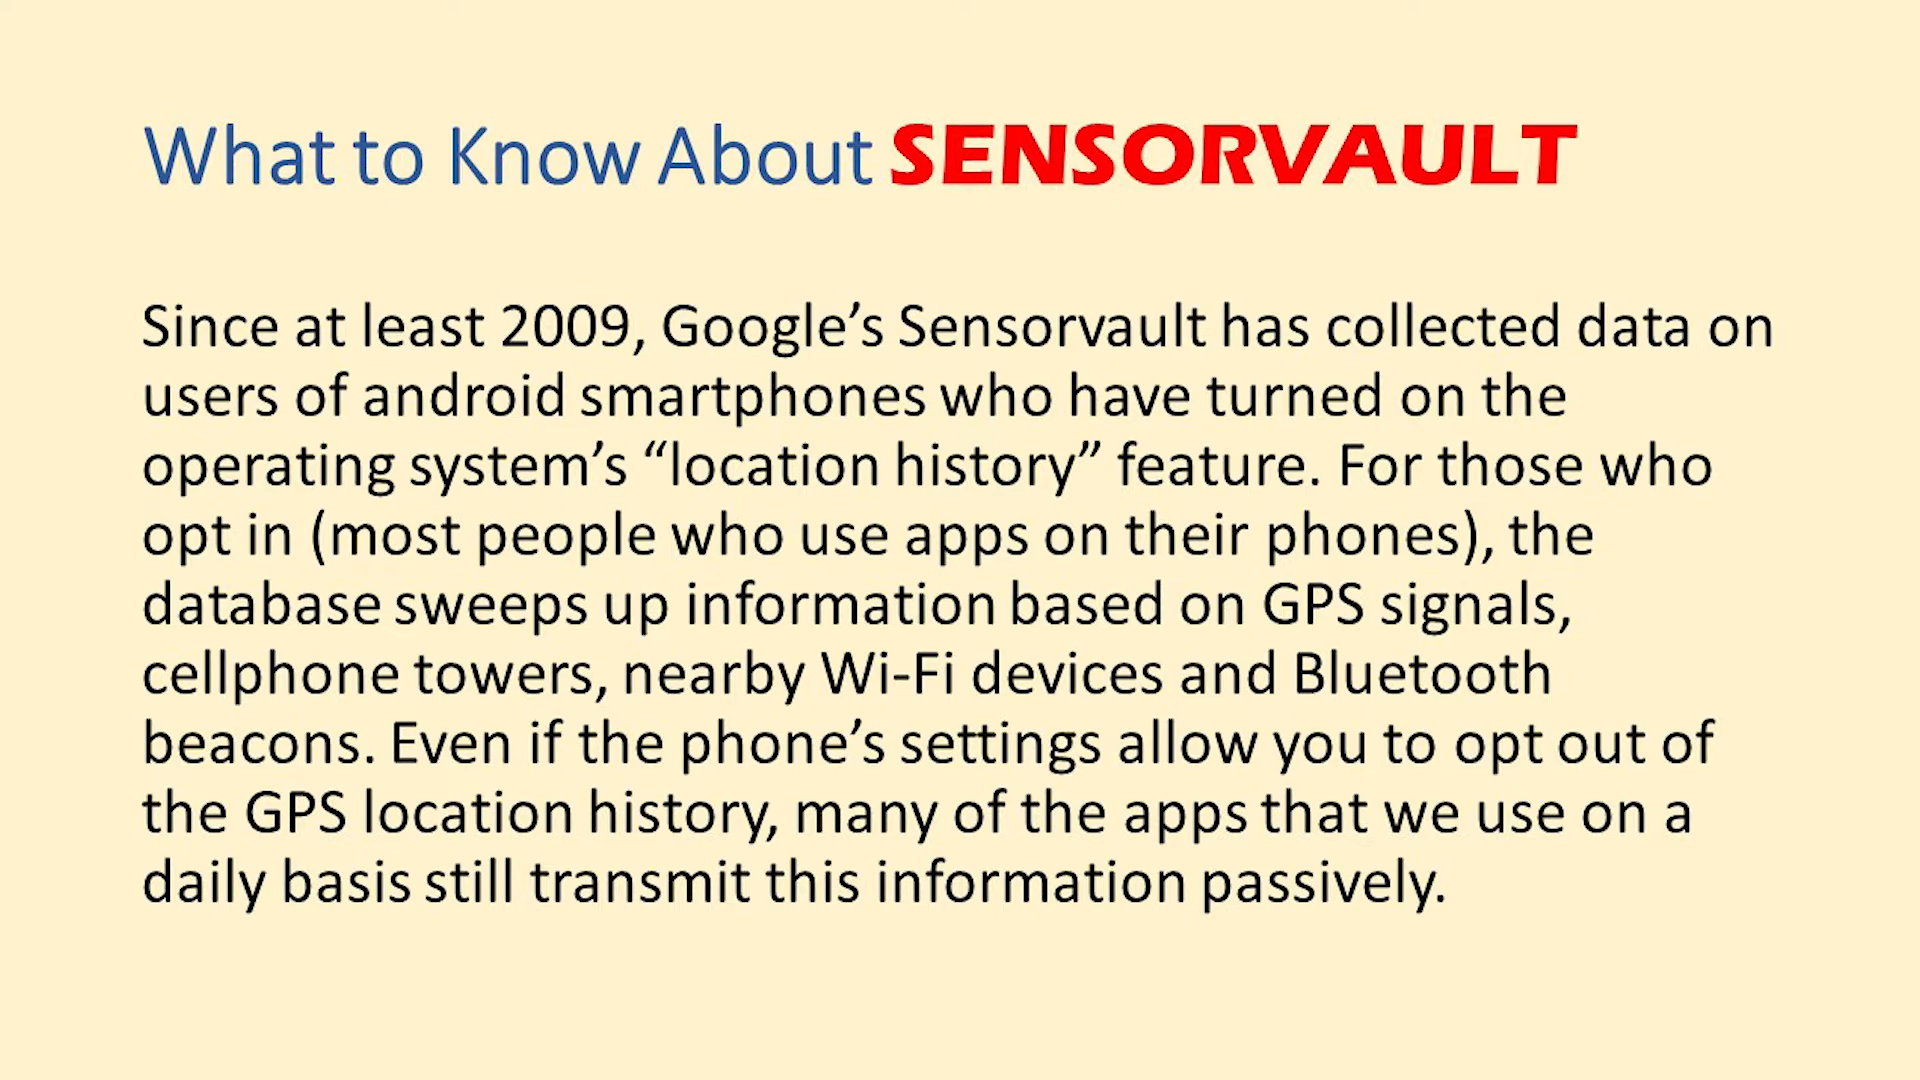 What to Know About SENSORVAULT
Since at least 2009, Google’s Sensorvault has collected data on
users of android smartphones who have turned on the
operating system’s “location history” feature. For those who
opt in (most people who use apps on their phones), the
database sweeps up information based on GPS signals,
cellphone towers, nearby Wi-Fi devices and Bluetooth
beacons. Even if the phone’s settings allow you to opt out of
the GPS location history, many of the apps that we use on a
daily basis still transmit this information passively.